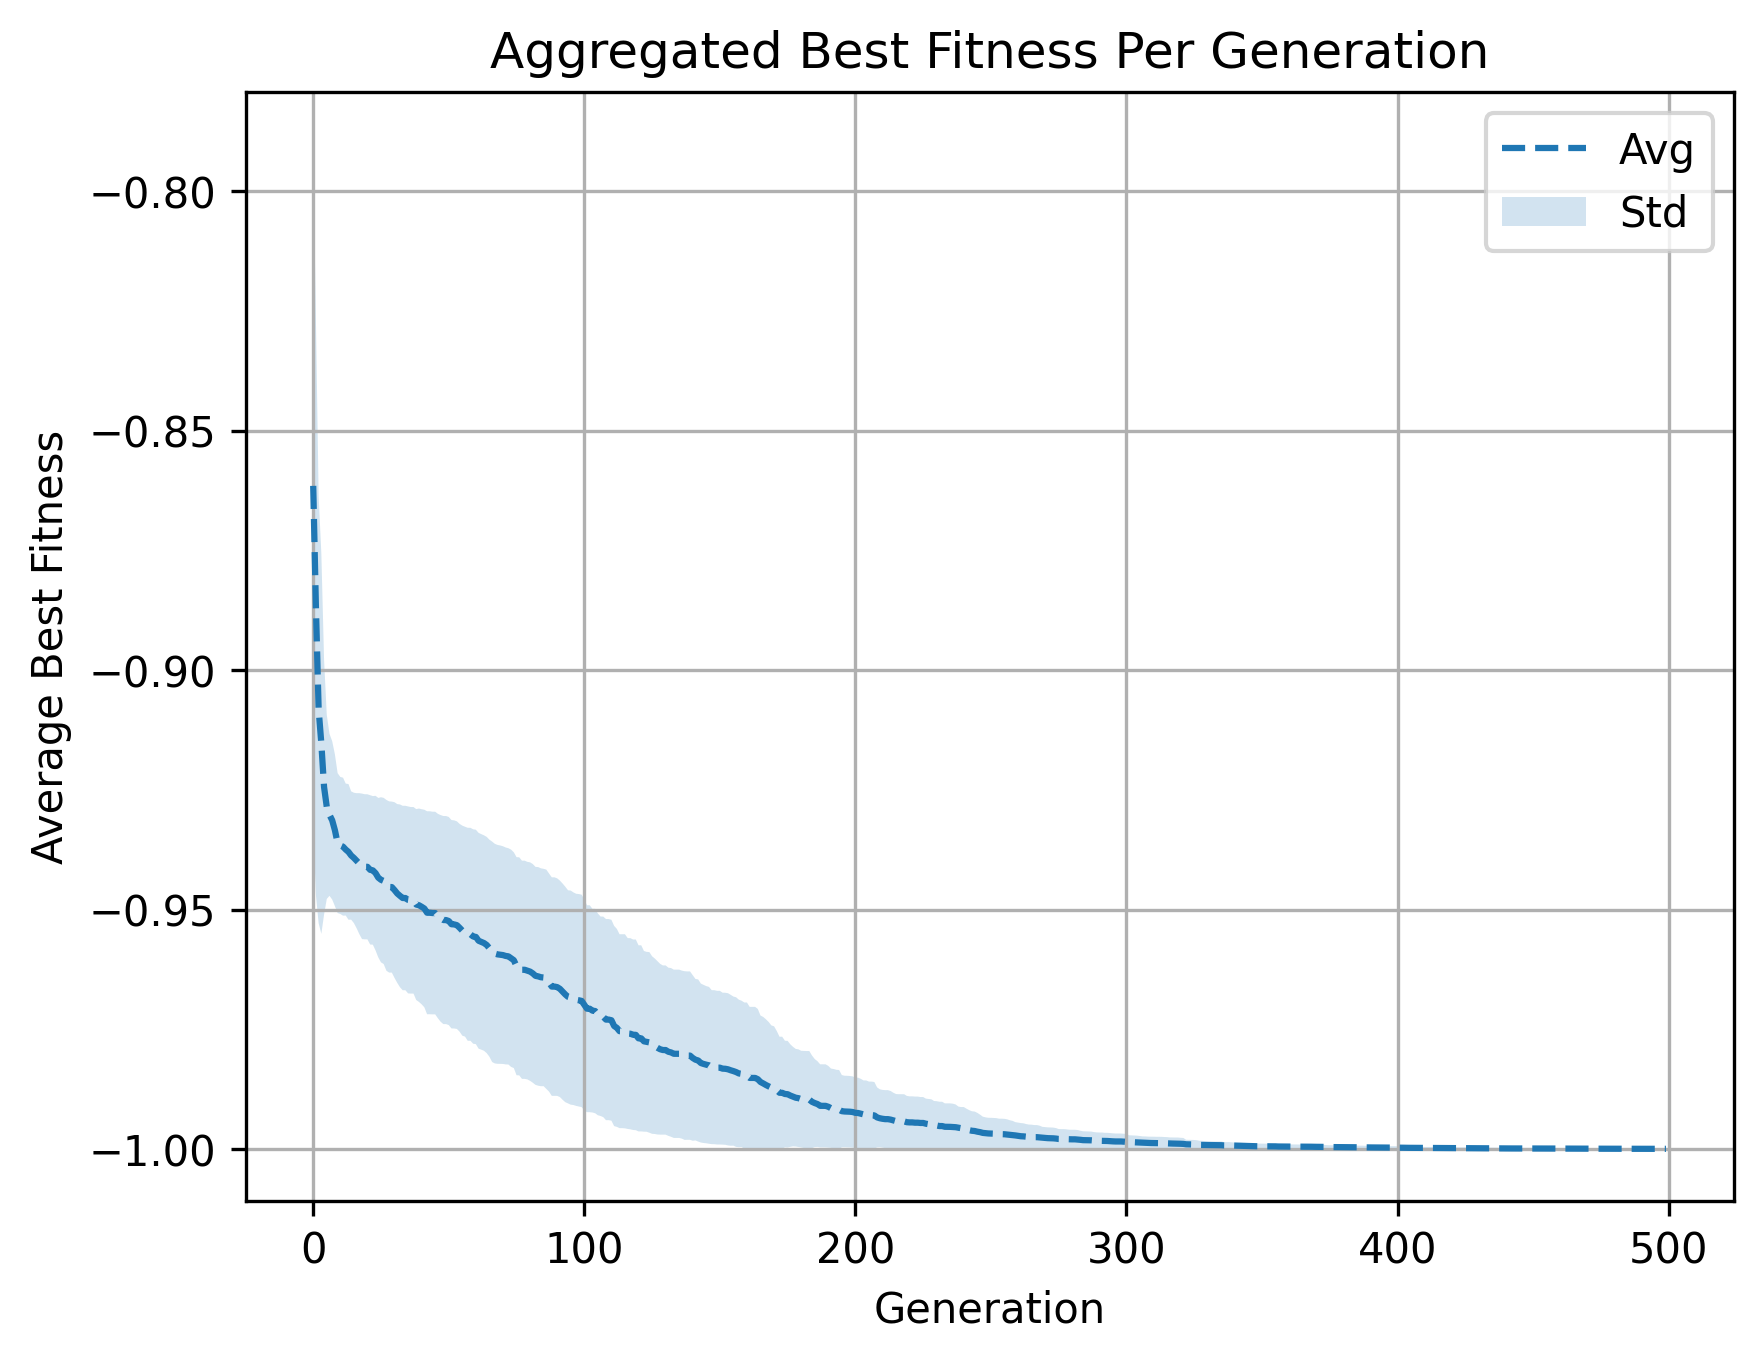 Aggregated Best Fitness Per Generation
Avg
Std
Average Best Fitness
−0.80
−0.85
−0.90
−0.95
−1.00
0 100 200 300 400 500
Generation